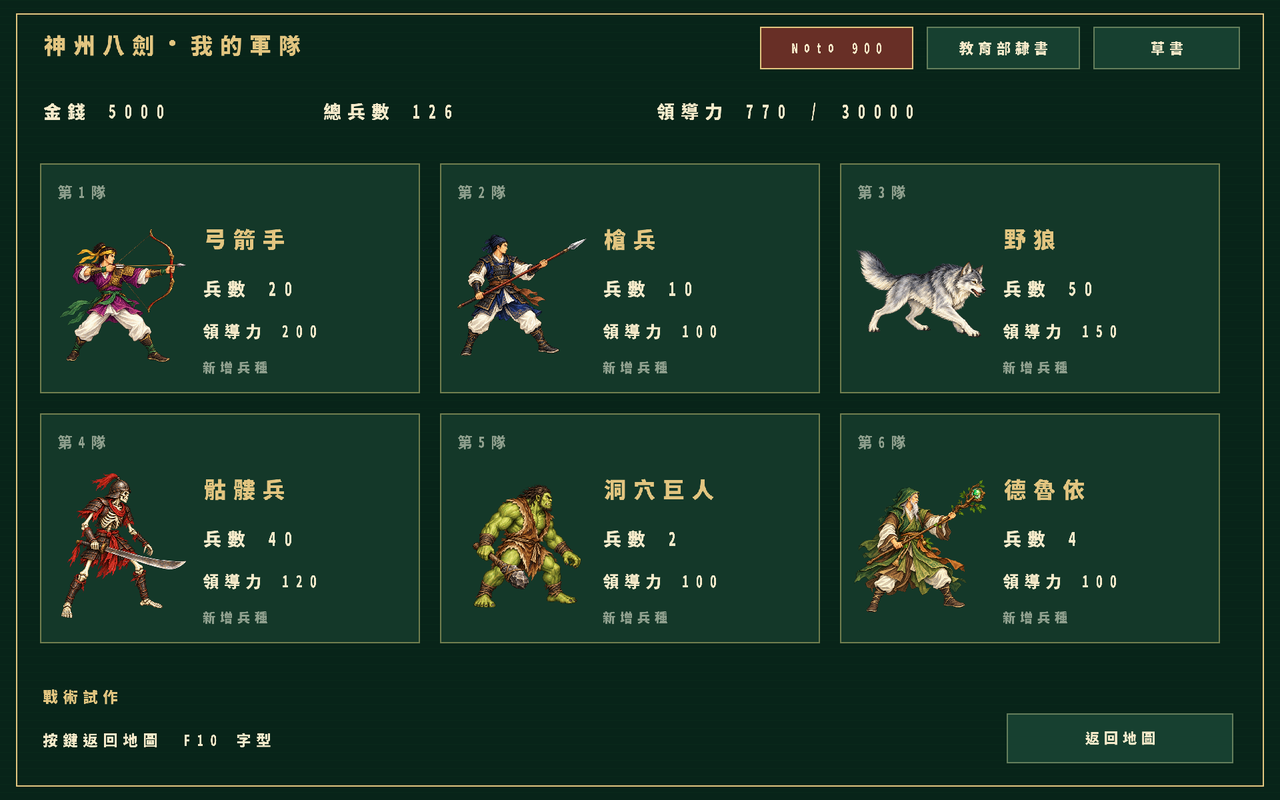 神州八劍・我的軍隊
Noto 900
教育部隸書
草書
金錢 5000
總兵數 126
領導力 770 / 30000
第1隊
弓箭手
兵數 20
領導力 200
新增兵種
第2隊
槍兵
兵數 10
領導力 100
新增兵種
第3隊
野狼
兵數 50
領導力 150
新增兵種
第4隊
骷髏兵
兵數 40
領導力 120
新增兵種
第5隊
洞穴巨人
兵數 2
領導力 100
新增兵種
第6隊
德魯依
兵數 4
領導力 100
新增兵種
戰術試作
按鍵返回地圖 F10 字型
返回地圖